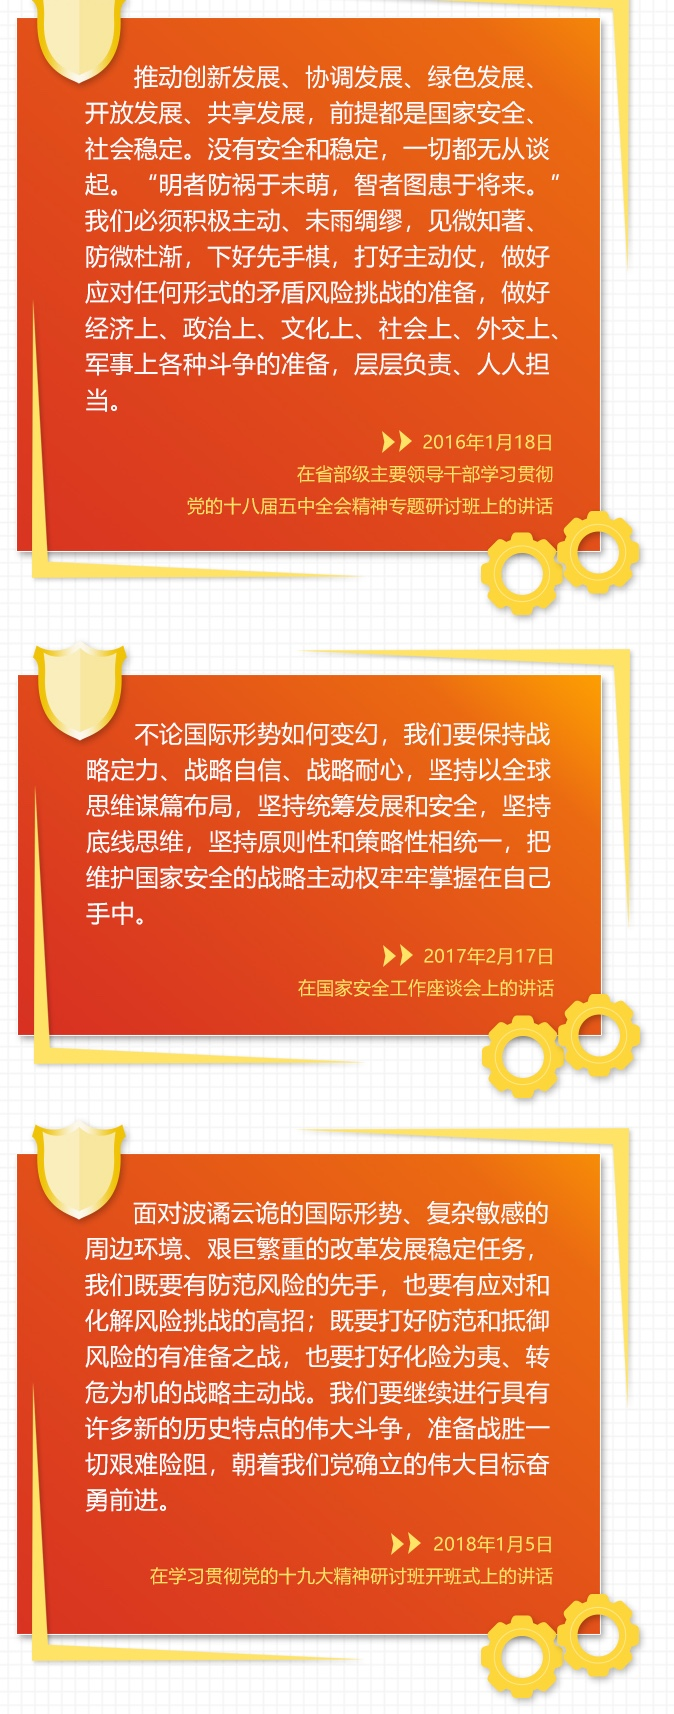 推动创新发展、协调发展、绿色发展、
开放发展、共享发展，前提都是国家安全、
社会稳定。没有安全和稳定，一切都无从谈
起。“明者防祸于未萌，智者图患于将来。”
我们必须积极主动、未雨绸缪，见微知著、
防微杜渐，下好先手棋，打好主动仗，做好
应对任何形式的矛盾风险挑战的准备，做好
经济上、政治上、文化上、社会上、外交上、
军事上各种斗争的准备，层层负责、人人担
当。
2016年1月18日
在省部级主要领导干部学习贯彻
党的十八届五中全会精神专题研讨班上的讲话
不论国际形势如何变幻，我们要保持战
略定力、战略自信、战略耐心，坚持以全球
思维谋篇布局，坚持统筹发展和安全，坚持
底线思维，坚持原则性和策略性相统一，把
维护国家安全的战略主动权牢牢掌握在自己
手中。
2017年2月17日
在国家安全工作座谈会上的讲话
面对波谲云诡的国际形势、复杂敏感的
周边环境、艰巨繁重的改革发展稳定任务，
我们既要有防范风险的先手，也要有应对和
化解风险挑战的高招；既要打好防范和抵御
风险的有准备之战，也要打好化险为夷、转
危为机的战略主动战。我们要继续进行具有
许多新的历史特点的伟大斗争，准备战胜一
切艰难险阻，朝着我们党确立的伟大目标奋
勇前进。
2018年1月5日
在学习贯彻党的十九大精神研讨班开班式上的讲话